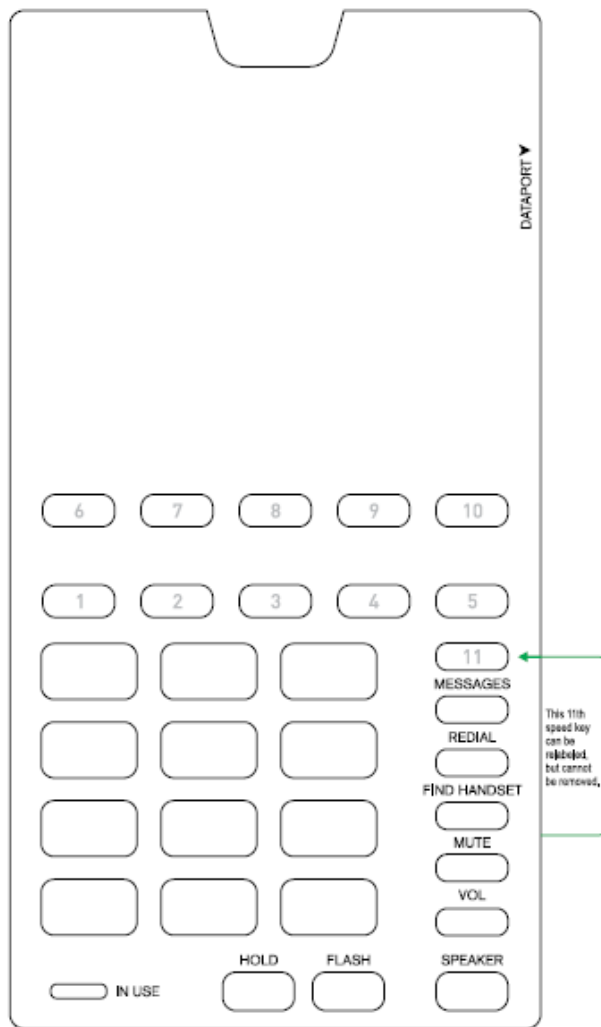 DATAPORT
6 7 8 9 10
1 2 3 4 5
11
MESSAGES
This 11th
speed key
can be
relabeled,
but cannot
be removed.
REDIAL
FIND HANDSET
MUTE
VOL
HOLD FLASH SPEAKER
IN USE